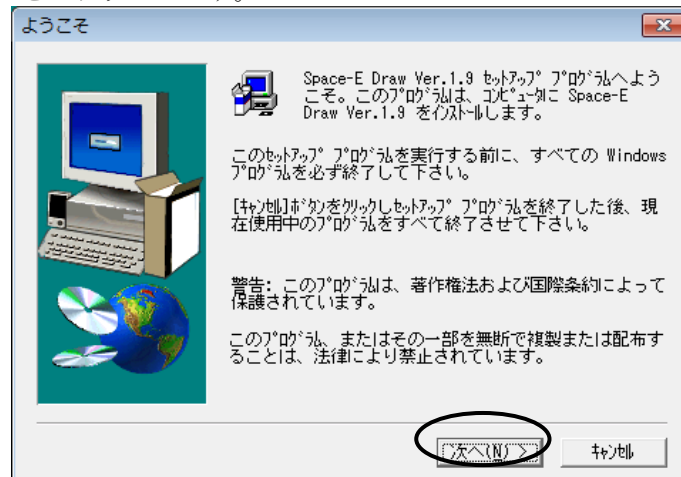 ようこそ
Space-E Draw Ver.1.9 ｾｯﾄｱｯﾌﾟ ﾌﾟﾛｸﾞﾗﾑへよう
こそ。このﾌﾟﾛｸﾞﾗﾑは、ｺﾝﾋﾟｭｰﾀに Space-E
Draw Ver.1.9 をｲﾝｽﾄｰﾙします。
このｾｯﾄｱｯﾌﾟ ﾌﾟﾛｸﾞﾗﾑを実行する前に、すべての Windows
ﾌﾟﾛｸﾞﾗﾑを必ず終了して下さい。
[ｷｬﾝｾﾙ]ﾎﾞﾀﾝをｸﾘｯｸしｾｯﾄｱｯﾌﾟ ﾌﾟﾛｸﾞﾗﾑを終了した後、現
在使用中のﾌﾟﾛｸﾞﾗﾑをすべて終了させて下さい。
警告: このﾌﾟﾛｸﾞﾗﾑは、著作権法および国際条約によって
保護されています。
このﾌﾟﾛｸﾞﾗﾑ、またはその一部を無断で複製または配布す
ることは、法律により禁止されています。
次へ(N) >
ｷｬﾝｾﾙ